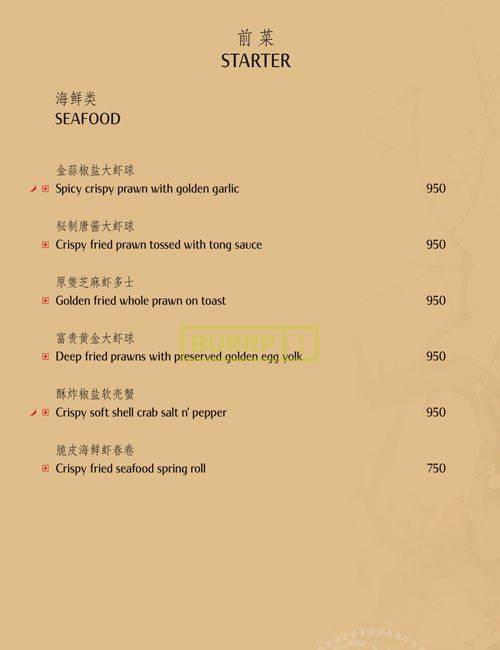 前菜
STARTER
海鲜类
SEAFOOD
金蒜椒盐大虾球
Spicy crispy prawn with golden garlic 950
秘制唐酱大虾球
Crispy fried prawn tossed with tong sauce 950
原隻芝麻虾多士
Golden fried whole prawn on toast 950
富贵黄金大虾球
BURRP!
Deep fried prawns with preserved golden egg yolk 950
酥炸椒盐软壳蟹
Crispy soft shell crab salt n' pepper 950
脆皮海鲜虾春卷
Crispy fried seafood spring roll 750